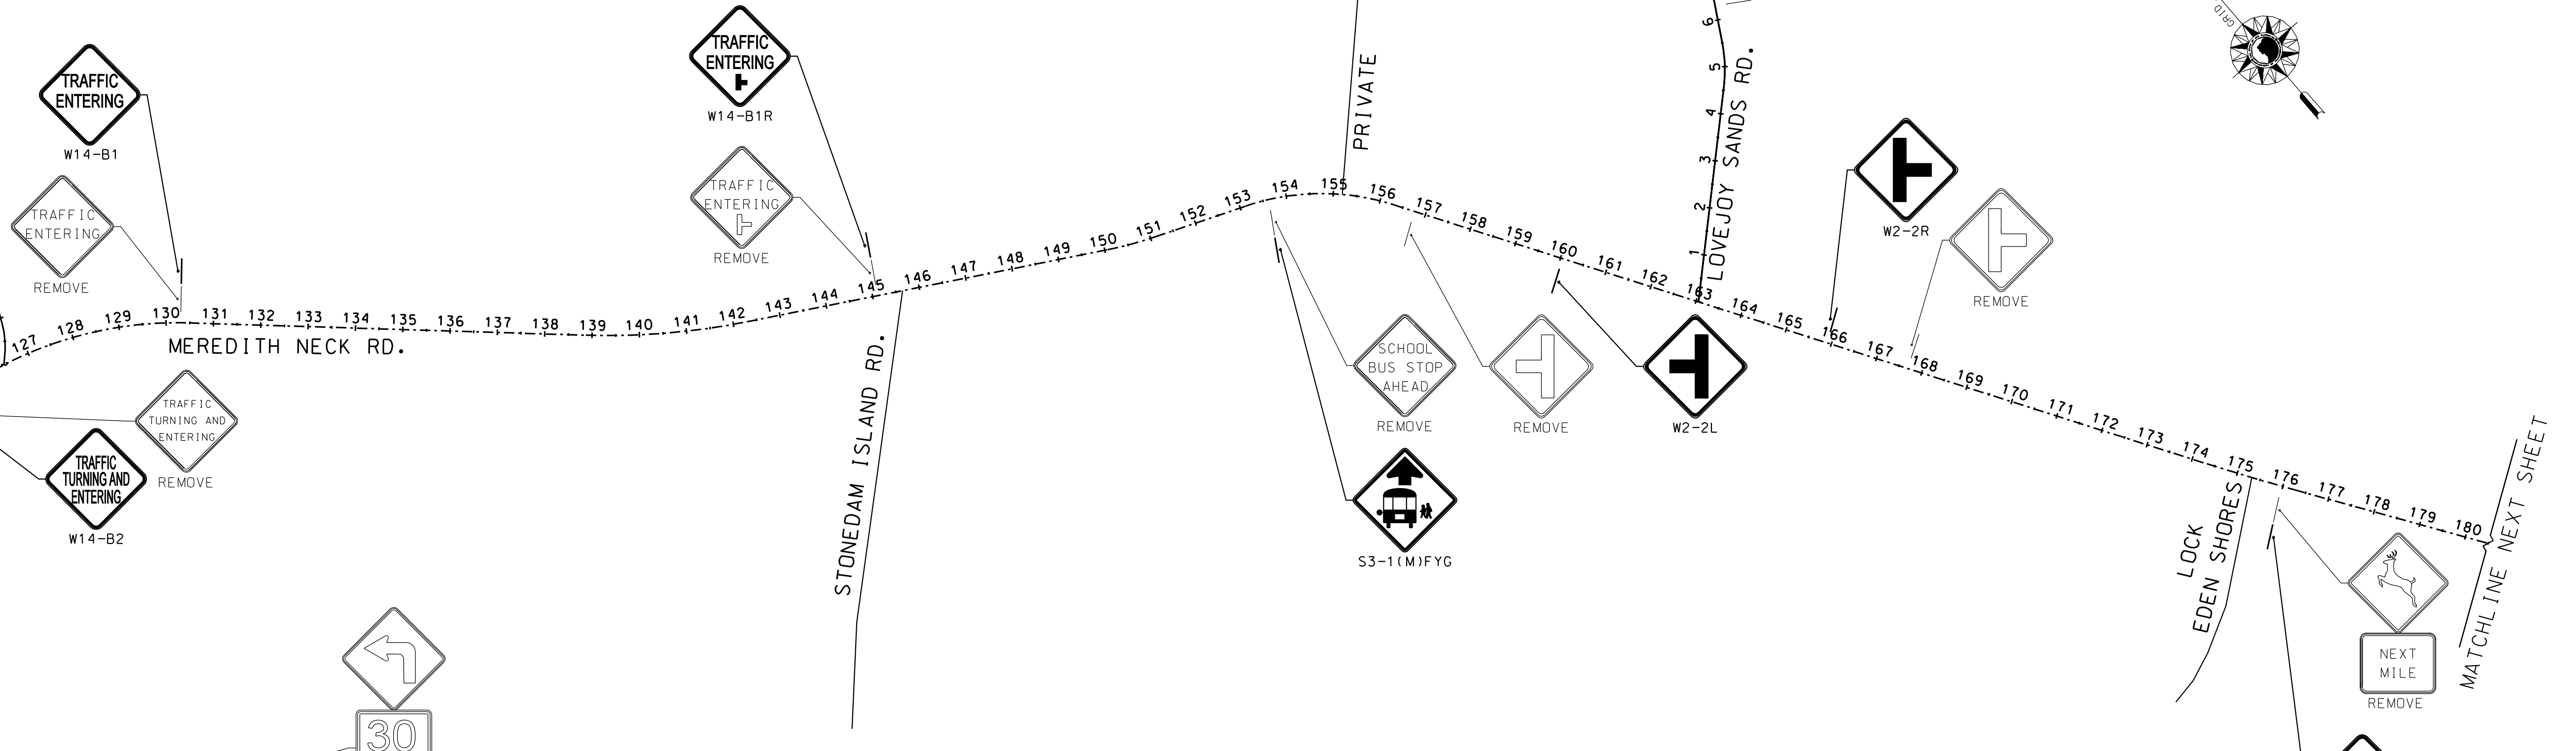 TRAFFIC
ENTERING
W14-B1
TRAFFIC
ENTERING
REMOVE
TRAFFIC
ENTERING
W14-B1R
TRAFFIC
ENTERING
REMOVE
PRIVATE
LOVEJOY SANDS RD.
6
5
4
3
2
1
GRID
W2-2R
REMOVE
127
128
129
130
131
132
133
134
135
136
137
138
139
140
141
142
143
144
145
146
147
148
149
150
151
152
153
154
155
156
157
158
159
160
161
162
163
164
165
166
167
168
169
170
171
172
173
174
175
176
177
178
179
180
MEREDITH NECK RD.
TRAFFIC
TURNING AND
ENTERING
REMOVE
TRAFFIC
TURNING AND
ENTERING
W14-B2
STONEDAM ISLAND RD.
SCHOOL
BUS STOP
AHEAD
REMOVE
REMOVE
W2-2L
S3-1(M)FYG
LOCK
EDEN SHORES
NEXT
MILE
REMOVE
MATCHLINE NEXT SHEET
30